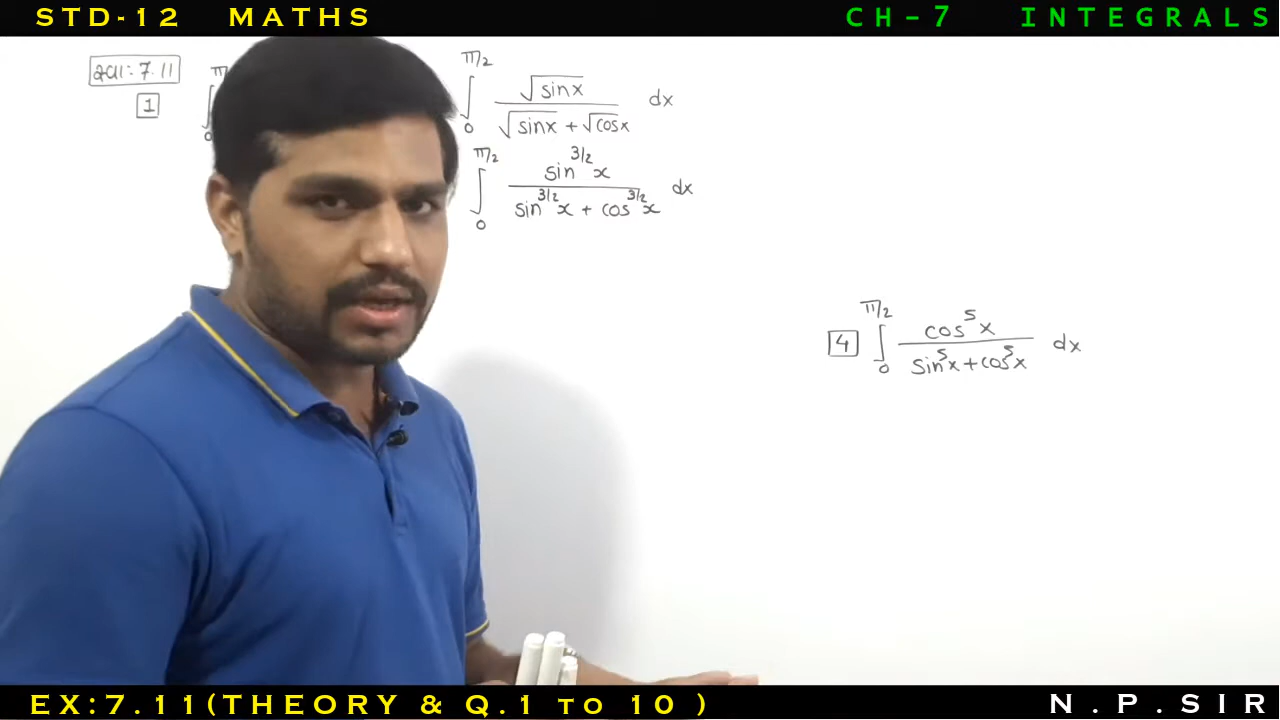 STD-12 MATHS
CH-7 INTEGRALS
સ્વા: 7.11
1 ∫ 0 π
∫ 0 π/2 √sinx / (√sinx + √cosx) dx
∫ 0 π/2 sin^3/2 x / (sin^3/2 x + cos^3/2 x) dx
4 ∫ 0 π/2 cos^5 x / (sin^5 x + cos^5 x) dx
EX:7.11(THEORY & Q.1 TO 10 )
N.P.SIR